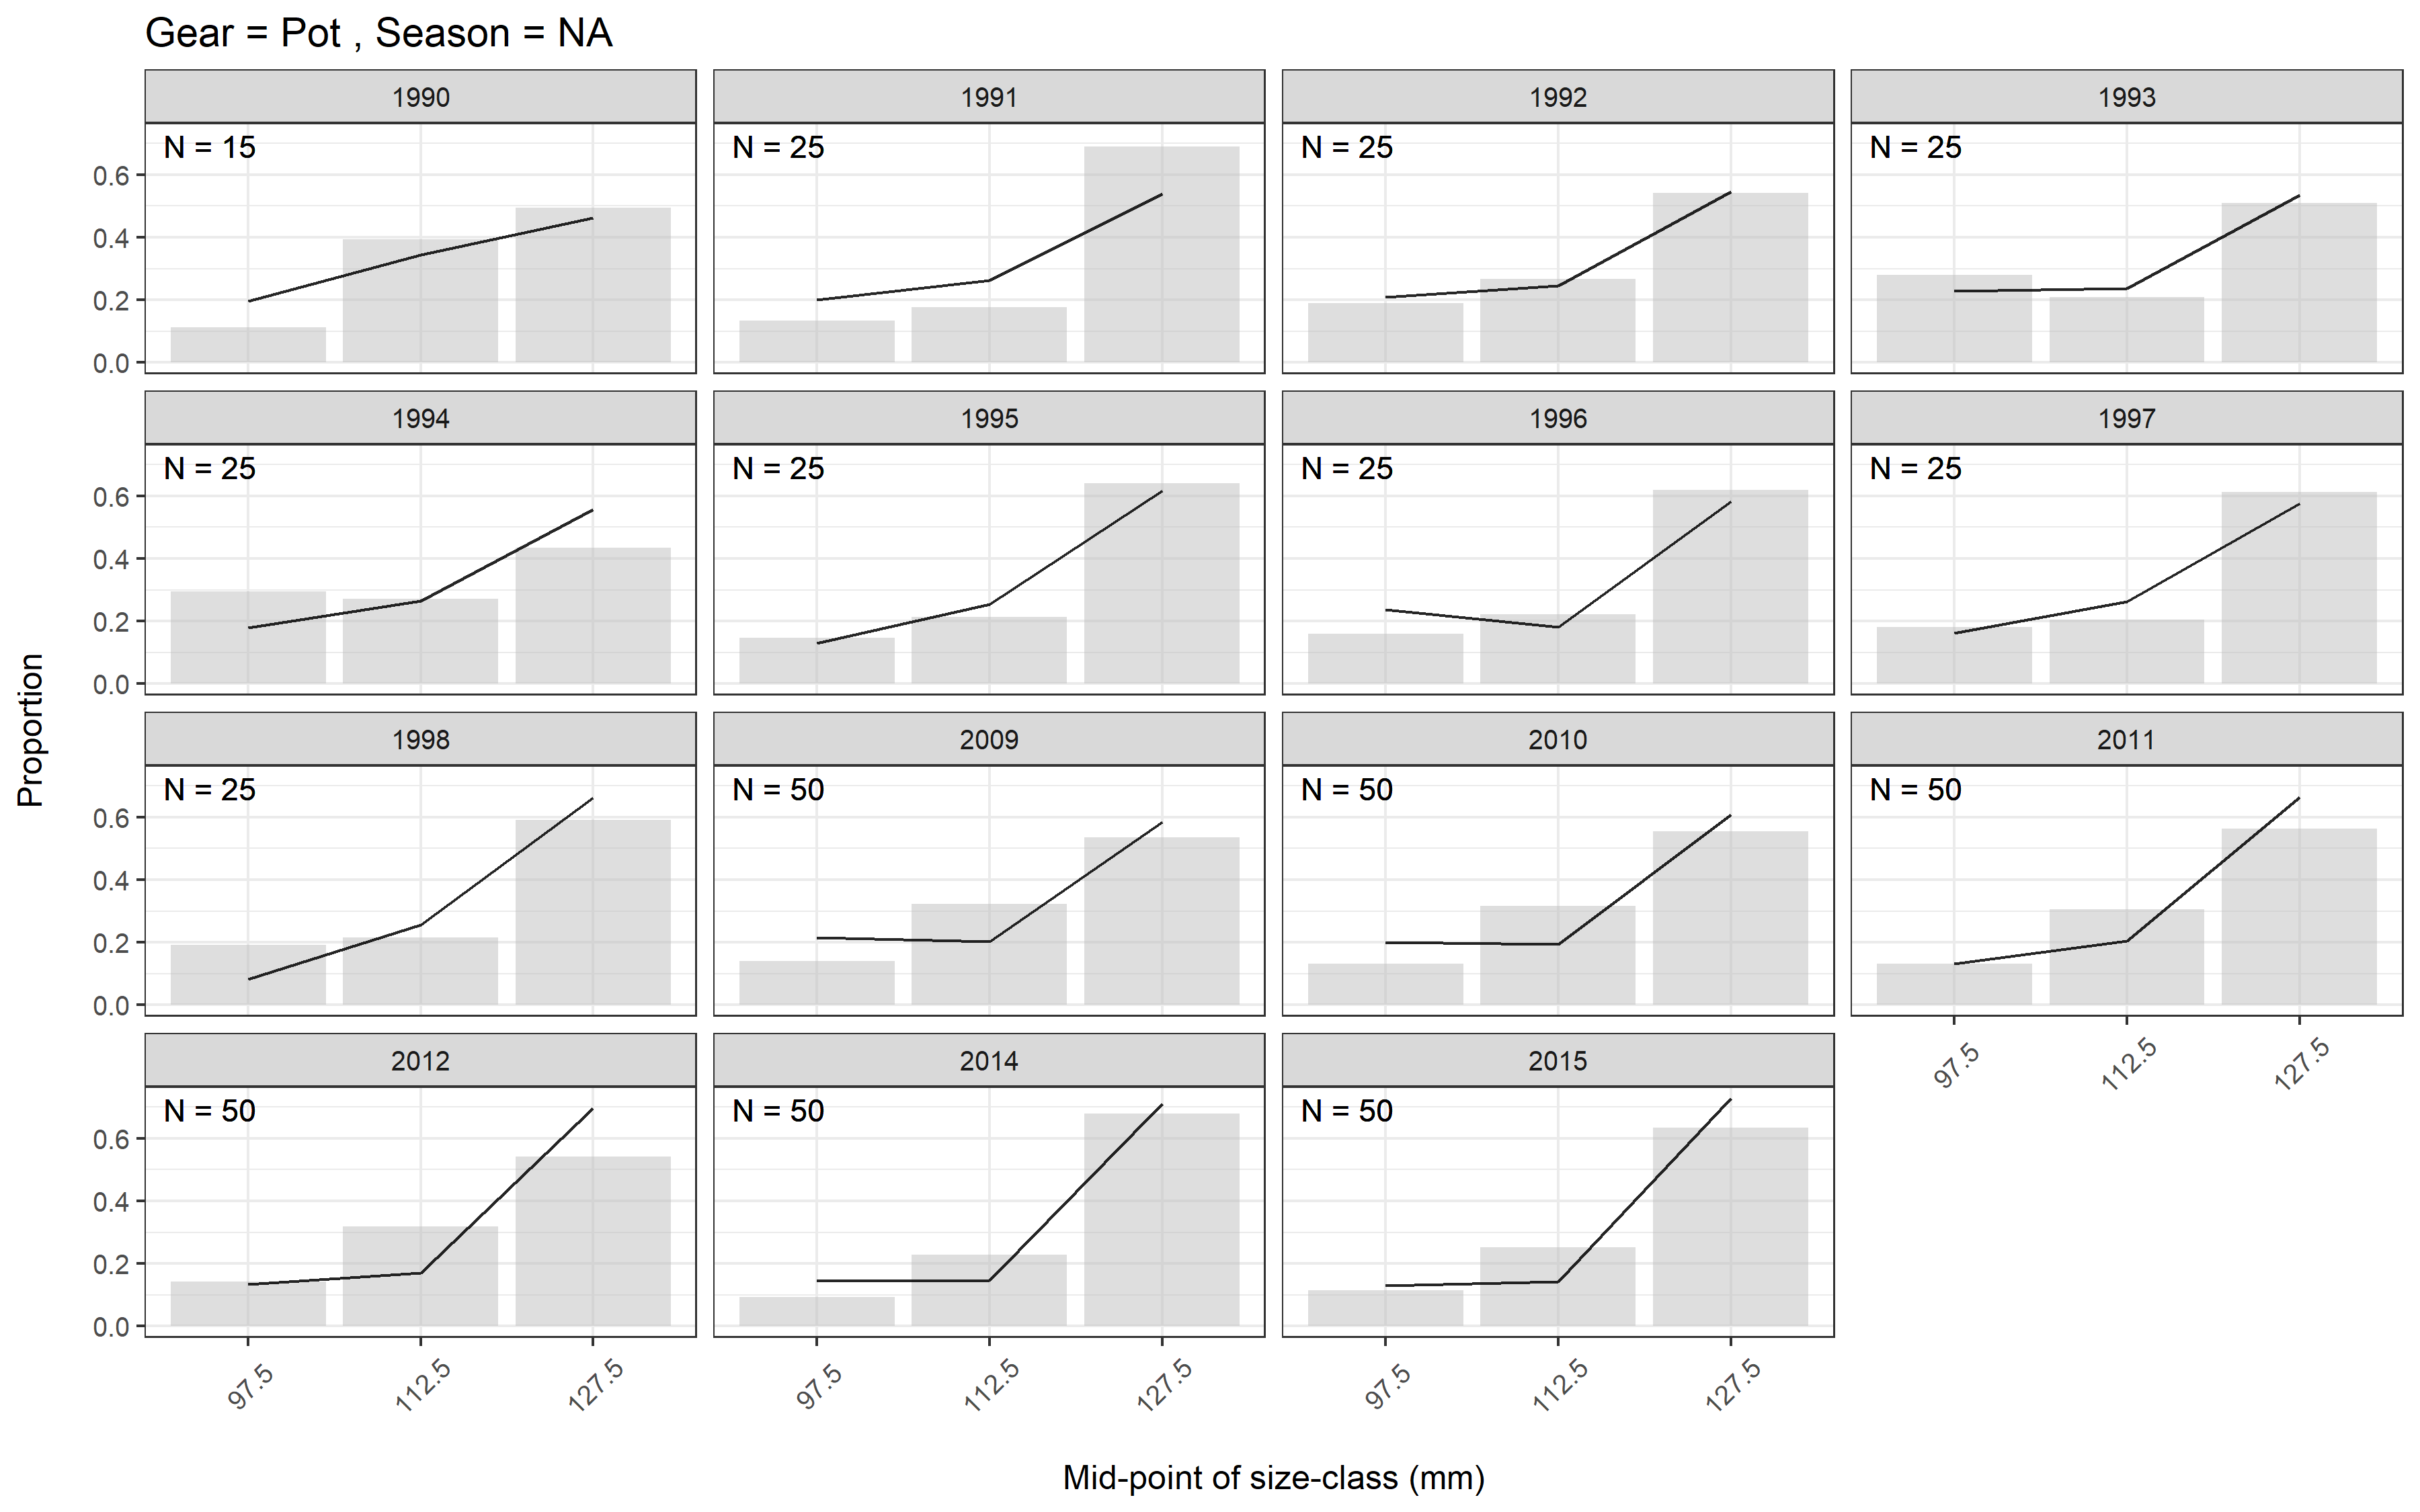 Gear = Pot , Season = NA
1990 1991 1992 1993
N = 15 N = 25 N = 25 N = 25
0.6
0.4
0.2
0.0
1994 1995 1996 1997
N = 25 N = 25 N = 25 N = 25
0.6
0.4
0.2
0.0
1998 2009 2010 2011
N = 25 N = 50 N = 50 N = 50
0.6
0.4
0.2
0.0
97.5 112.5 127.5
2012 2014 2015
N = 50 N = 50 N = 50
0.6
0.4
0.2
0.0
97.5 112.5 127.5 97.5 112.5 127.5 97.5 112.5 127.5
Proportion
Mid-point of size-class (mm)